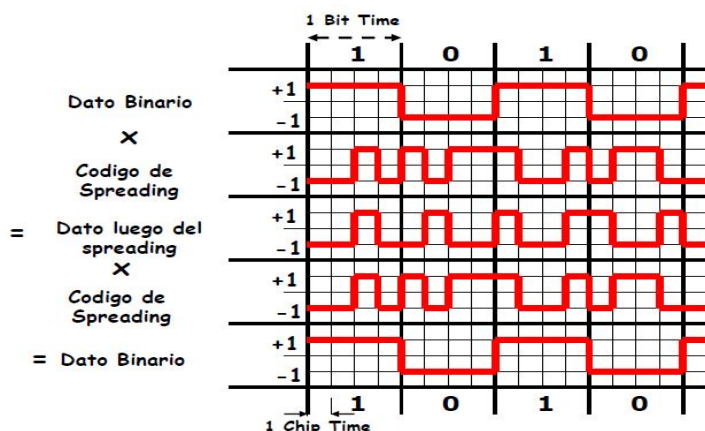 1 Bit Time
1 0 1 0
+1
Dato Binario
-1
X
+1
Codigo de
Spreading
-1
+1
= Dato luego del
spreading
-1
X
+1
Codigo de
Spreading
-1
+1
= Dato Binario
-1
1 0 1 0
1 Chip Time